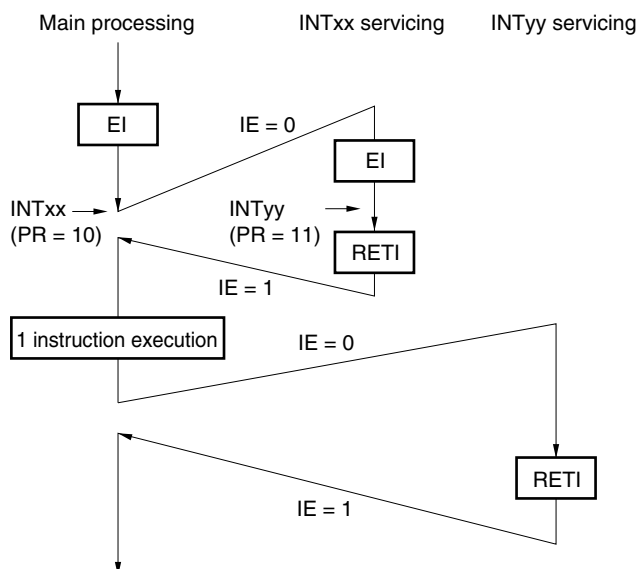 Main processing
INTxx servicing
INTyy servicing
EI
IE = 0
EI
INTxx
(PR = 10)
INTyy
(PR = 11)
RETI
IE = 1
1 instruction execution
IE = 0
RETI
IE = 1